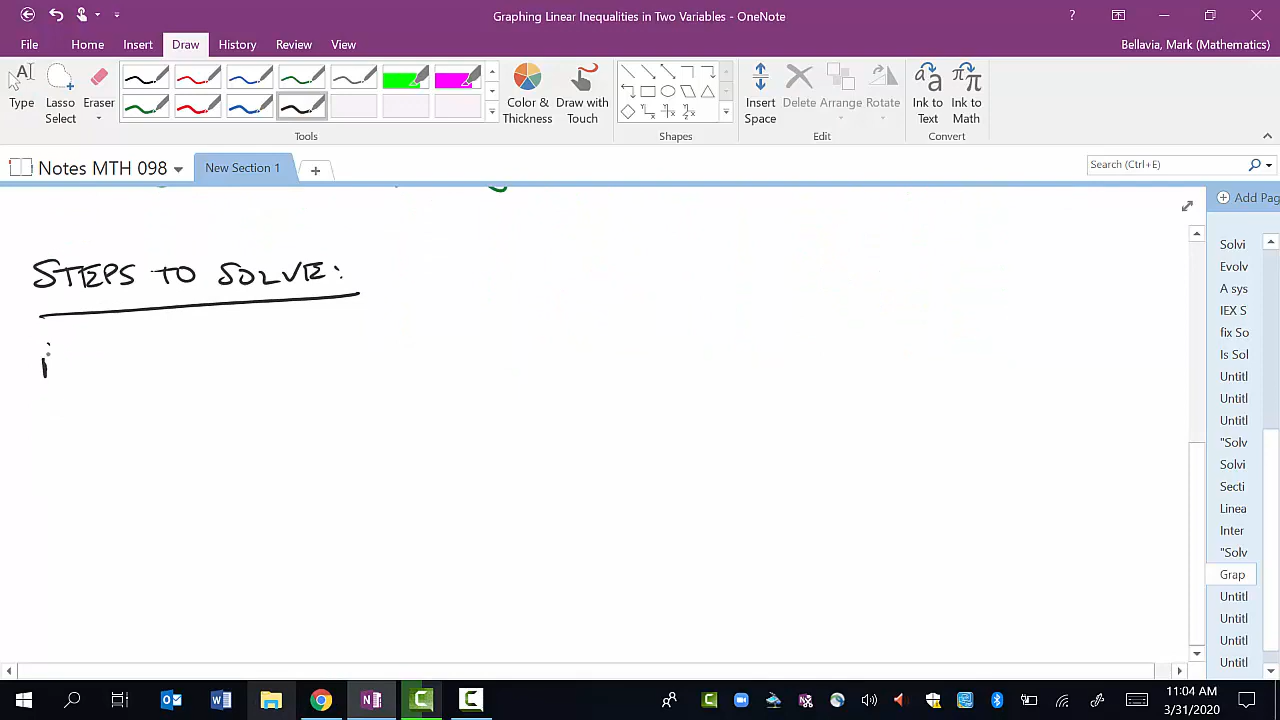 Graphing Linear Inequalities in Two Variables - OneNote
?
File Home Insert Draw History Review View Bellavia, Mark (Mathematics)
Type Lasso Select Eraser Color & Thickness Draw with Touch Insert Space Delete Arrange Rotate Ink to Text Ink to Math
Tools Shapes Edit Convert
Notes MTH 098 New Section 1 + Search (Ctrl+E)
Add Pag
STEPS TO SOLVE:
i
Solvi
Evolv
A sys
IEX S
fix So
Is Sol
Untitl
Untitl
Untitl
"Solv
Solvi
Secti
Linea
Inter
"Solv
Grap
Untitl
Untitl
Untitl
Untitl
11:04 AM
3/31/2020